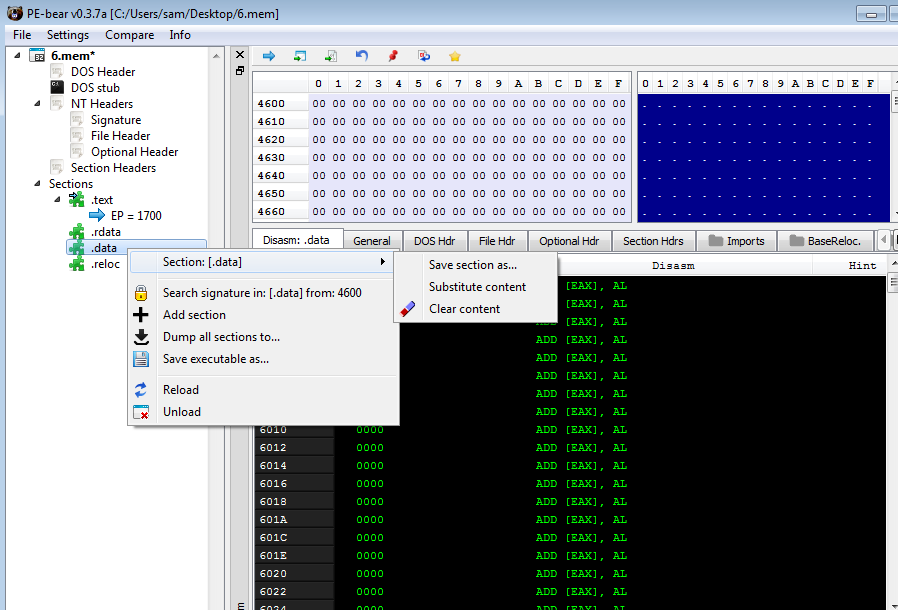 PE-bear v0.3.7a [C:/Users/sam/Desktop/6.mem]
File Settings Compare Info
6.mem*
DOS Header
DOS stub
NT Headers
Signature
File Header
Optional Header
Section Headers
Sections
.text
EP = 1700
.rdata
.data
.reloc
0 1 2 3 4 5 6 7 8 9 A B C D E F
4600 00 00 00 00 00 00 00 00 00 00 00 00 00 00 00 00
4610 00 00 00 00 00 00 00 00 00 00 00 00 00 00 00 00
4620 00 00 00 00 00 00 00 00 00 00 00 00 00 00 00 00
4630 00 00 00 00 00 00 00 00 00 00 00 00 00 00 00 00
4640 00 00 00 00 00 00 00 00 00 00 00 00 00 00 00 00
4650 00 00 00 00 00 00 00 00 00 00 00 00 00 00 00 00
4660 00 00 00 00 00 00 00 00 00 00 00 00 00 00 00 00
0 1 2 3 4 5 6 7 8 9 A B C D E F
. . . . . . . . . . . . . . . .
. . . . . . . . . . . . . . . .
. . . . . . . . . . . . . . . .
. . . . . . . . . . . . . . . .
. . . . . . . . . . . . . . . .
. . . . . . . . . . . . . . . .
. . . . . . . . . . . . . . . .
Disasm: .data General DOS Hdr File Hdr Optional Hdr Section Hdrs Imports BaseReloc.
Section: [.data]
Search signature in: [.data] from: 4600
Add section
Dump all sections to...
Save executable as...
Reload
Unload
Save section as...
Substitute content
Clear content
Disasm Hint
[EAX], AL
[EAX], AL
[EAX], AL
ADD [EAX], AL
ADD [EAX], AL
ADD [EAX], AL
ADD [EAX], AL
ADD [EAX], AL
6010 0000 ADD [EAX], AL
6012 0000 ADD [EAX], AL
6014 0000 ADD [EAX], AL
6016 0000 ADD [EAX], AL
6018 0000 ADD [EAX], AL
601A 0000 ADD [EAX], AL
601C 0000 ADD [EAX], AL
601E 0000 ADD [EAX], AL
6020 0000 ADD [EAX], AL
6022 0000 ADD [EAX], AL
6024 0000 ADD [EAX], AL